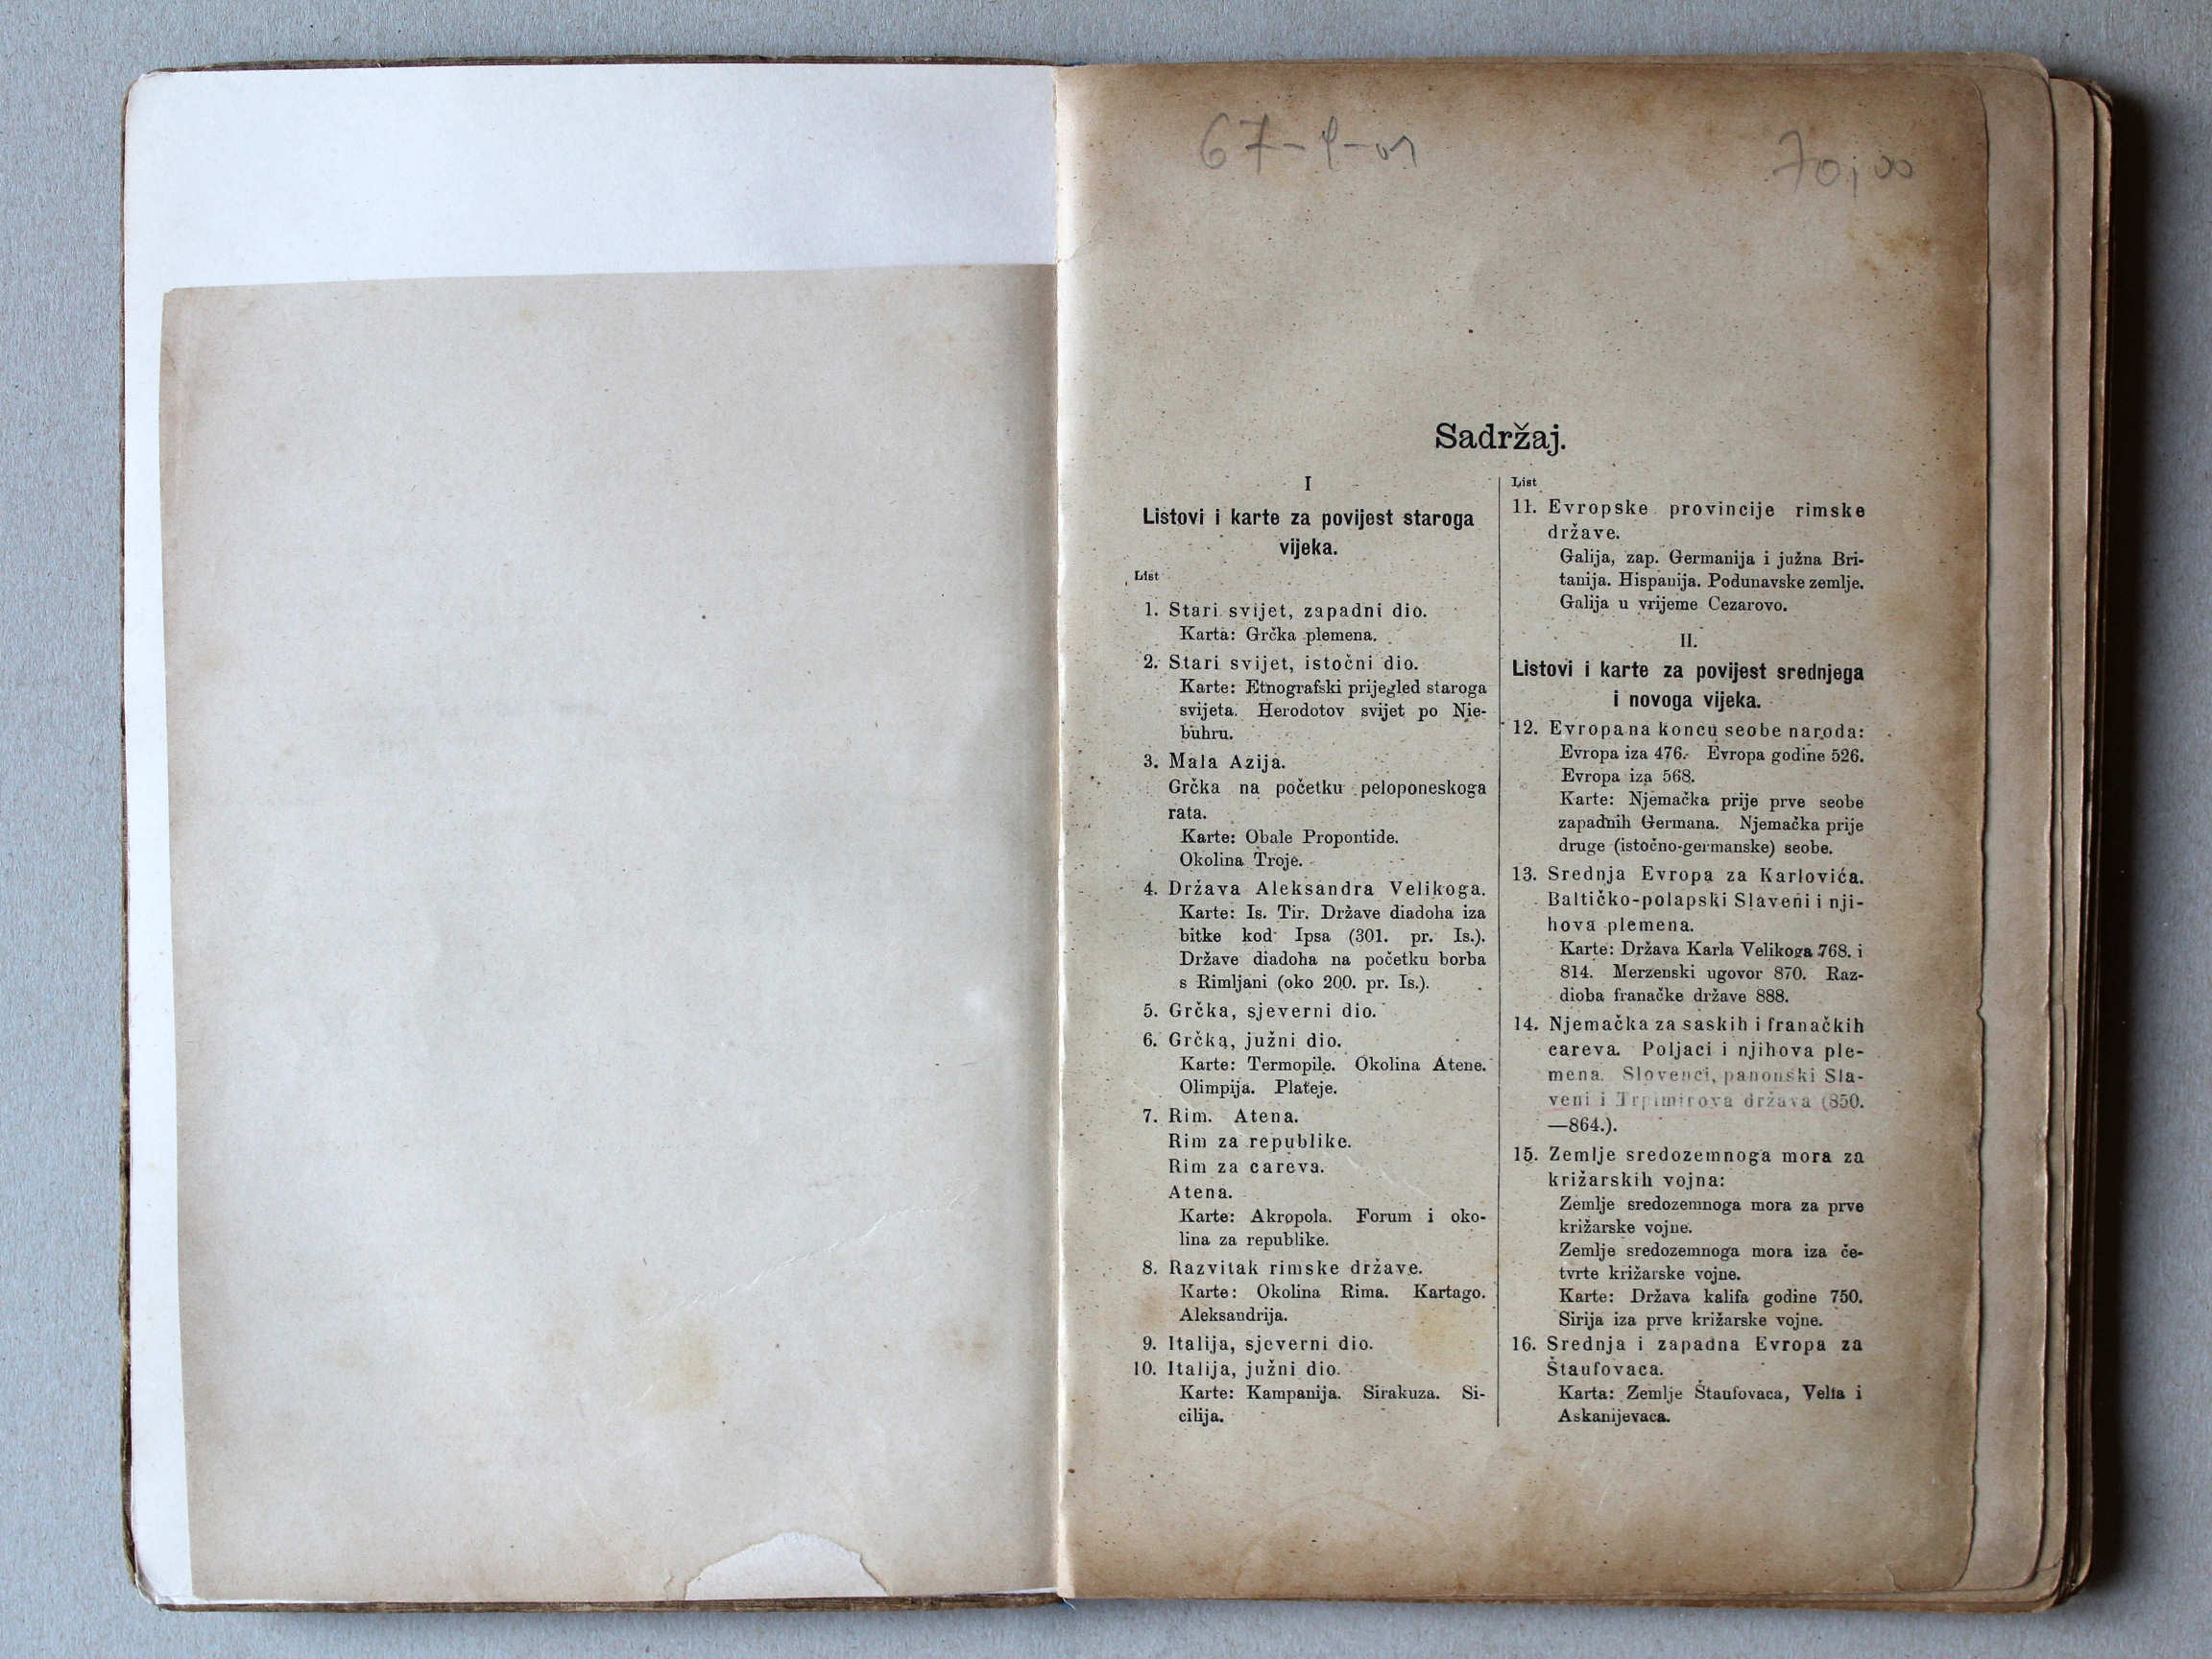 70,00
Sadržaj.
I
Listovi i karte za povijest staroga
vijeka.
List
1. Stari svijet, zapadni dio.
Karta: Grčka plemena.
2. Stari svijet, istočni dio.
Karte: Etnografski prijegled staroga
svijeta. Herodotov svijet po Nie-
buhru.
3. Mala Azija.
Grčka na početku peloponeskoga
rata.
Karte: Obale Propontide.
Okolina Troje.
4. Država Aleksandra Velikoga.
Karte: Is. Tir. Države diadoha iza
bitke kod Ipsa (301. pr. Is.).
Države diadoha na početku borba
s Rimljani (oko 200. pr. Is.).
5. Grčka, sjeverni dio.
6. Grčka, južni dio.
Karte: Termopile. Okolina Atene.
Olimpija. Plateje.
7. Rim. Atena.
Rim za republike.
Rim za careva.
Atena.
Karte: Akropola. Forum i oko-
lina za republike.
8. Razvitak rimske države.
Karte: Okolina Rima. Kartago.
Aleksandrija.
9. Italija, sjeverni dio.
10. Italija, južni dio.
Karte: Kampanija. Sirakuza. Si-
cilija.
List
11. Evropske provincije rimske
države.
Galija, zap. Germanija i južna Bri-
tanija. Hispanija. Podunavske zemlje.
Galija u vrijeme Cezarovo.
II.
Listovi i karte za povijest srednjega
i novoga vijeka.
12. Evropa na koncu seobe naroda:
Evropa iza 476. Evropa godine 526.
Evropa iza 568.
Karte: Njemačka prije prve seobe
zapadnih Germana. Njemačka prije
druge (istočno-germanske) seobe.
13. Srednja Evropa za Karlovića.
Baltičko-polapski Slaveni i nji-
hova plemena.
Karte: Država Karla Velikoga 768. i
814. Merzenski ugovor 870. Raz-
dioba franačke države 888.
14. Njemačka za saskih i franačkih
careva. Poljaci i njihova ple-
mena. Slovenci, panonski Sla-
veni i Trpimirova država (850.
—864.).
15. Zemlje sredozemnoga mora za
križarskih vojna:
Zemlje sredozemnoga mora za prve
križarske vojne.
Zemlje sredozemnoga mora iza če-
tvrte križarske vojne.
Karte: Država kalifa godine 750.
Sirija iza prve križarske vojne.
16. Srednja i zapadna Evropa za
Štaufovaca.
Karta: Zemlje Štaufovaca, Velfa i
Askanijevaca.